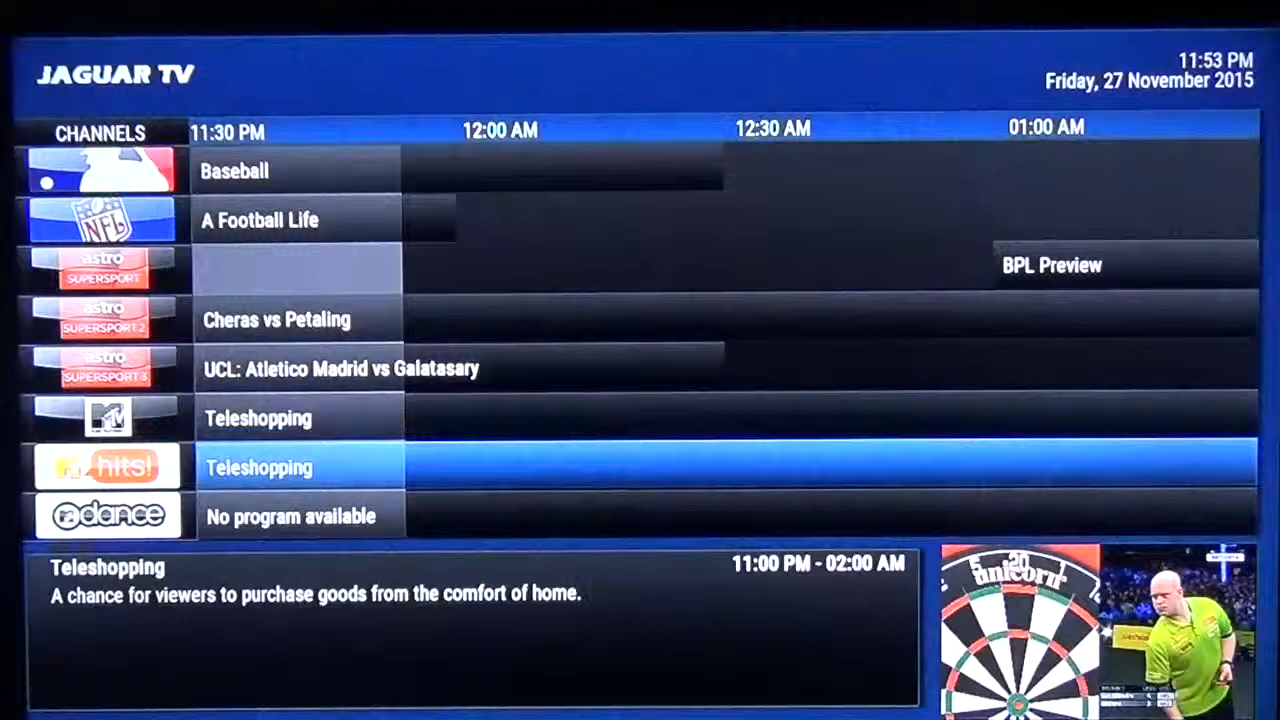 JAGUAR TV
11:53 PM
Friday, 27 November 2015
CHANNELS 11:30 PM 12:00 AM 12:30 AM 01:00 AM
Baseball
NFL A Football Life
astro
SUPERSPORT
BPL Preview
astro
SUPERSPORT 2
Cheras vs Petaling
astro
SUPERSPORT 3
UCL: Atletico Madrid vs Galatasary
MTV Teleshopping
hits! Teleshopping
dance No program available
Teleshopping 11:00 PM - 02:00 AM
A chance for viewers to purchase goods from the comfort of home.
5 20 1
unicorn